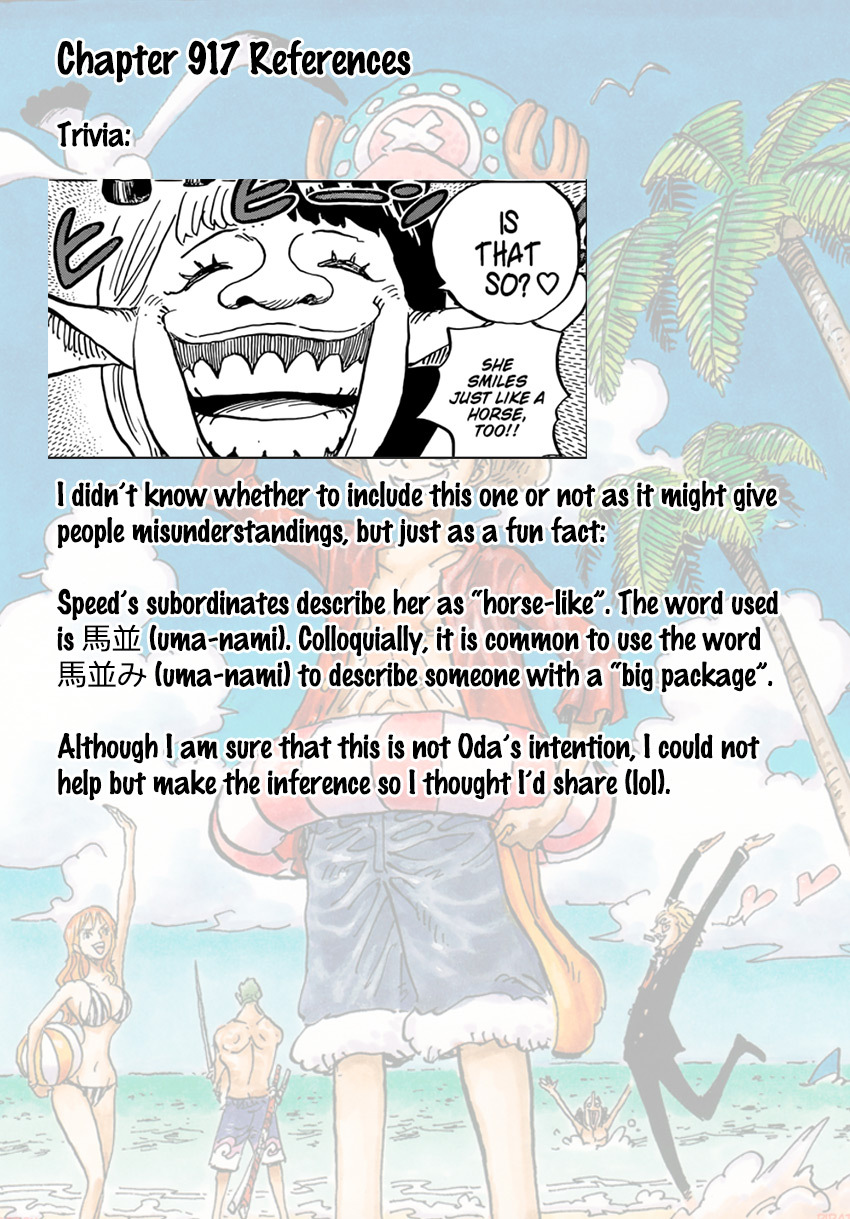 Chapter 917 References
Trivia:
ヒヒーン
IS
THAT
SO?♡
SHE
SMILES
JUST LIKE A
HORSE,
TOO!!
I didn't know whether to include this one or not as it might give
people misunderstandings, but just as a fun fact:
Speed's subordinates describe her as "horse-like". The word used
is 馬並 (uma-nami). Colloquially, it is common to use the word
馬並み (uma-nami) to describe someone with a "big package".
Although I am sure that this is not Oda's intention, I could not
help but make the inference so I thought I'd share (lol).